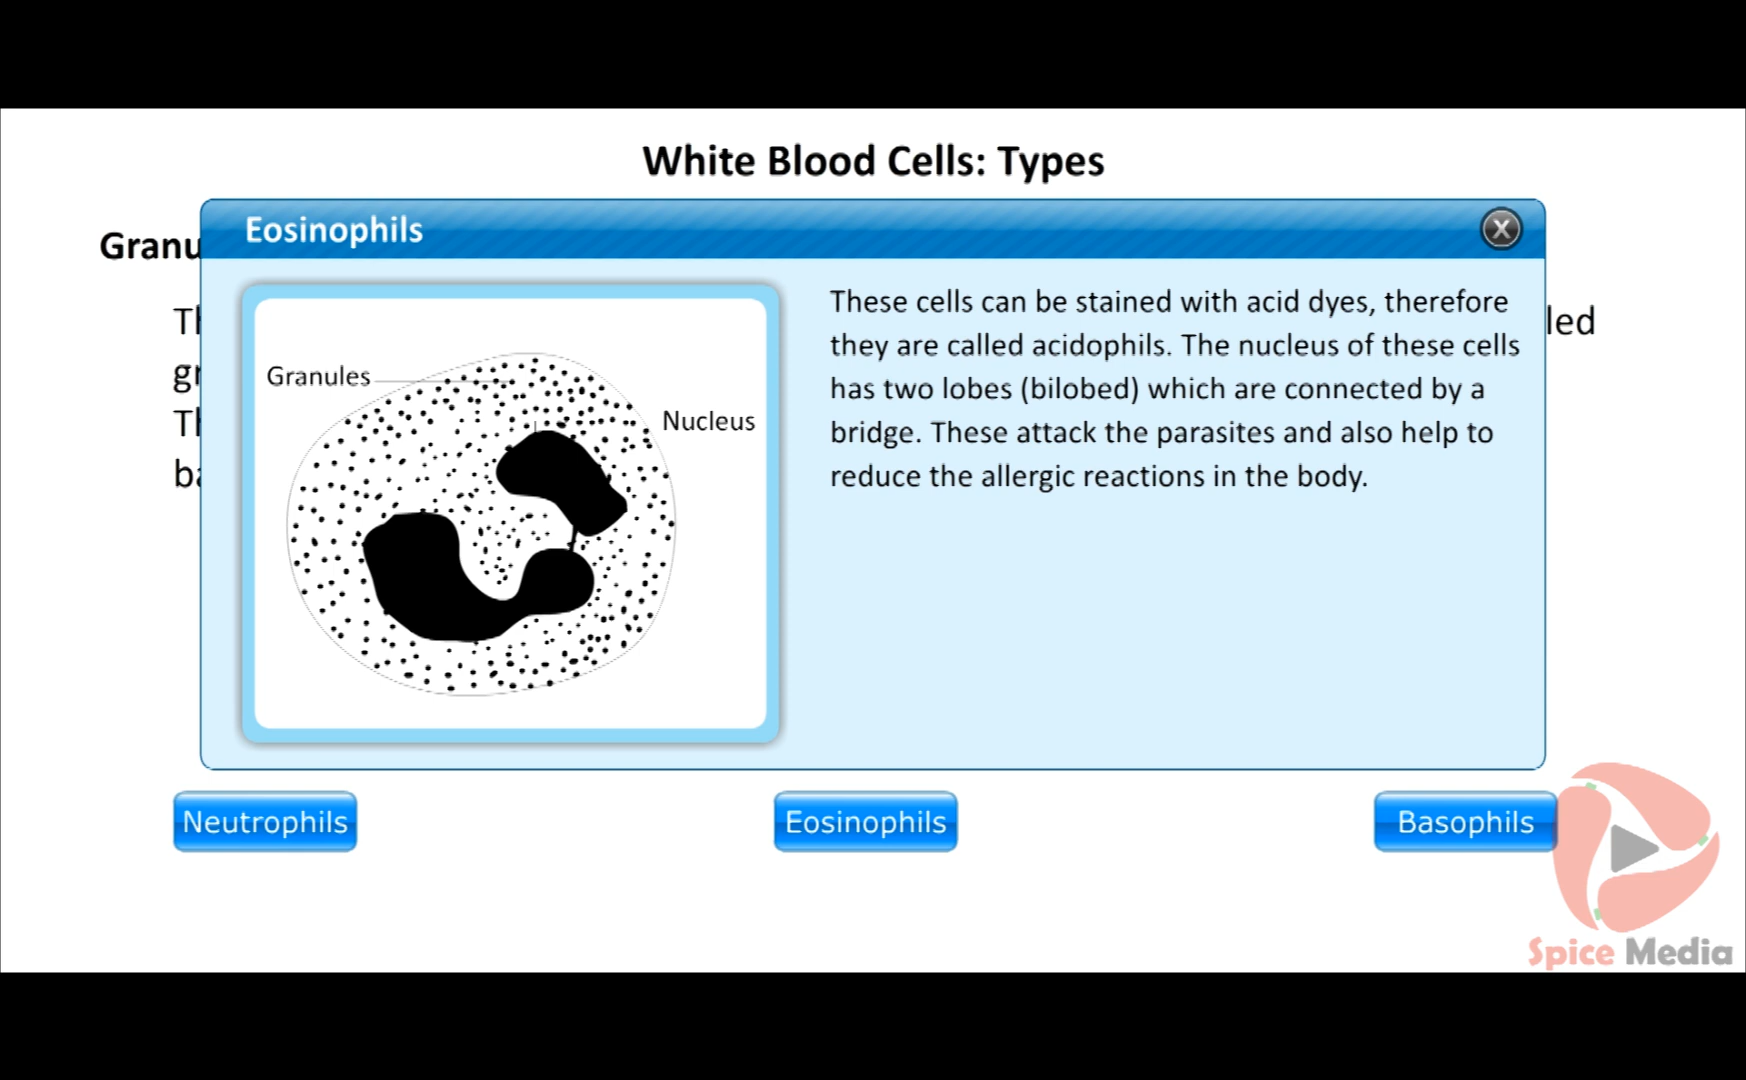 White Blood Cells: Types
Eosinophils
X
Granules
Nucleus
These cells can be stained with acid dyes, therefore
they are called acidophils. The nucleus of these cells
has two lobes (bilobed) which are connected by a
bridge. These attack the parasites and also help to
reduce the allergic reactions in the body.
Neutrophils
Eosinophils
Basophils
Spice Media